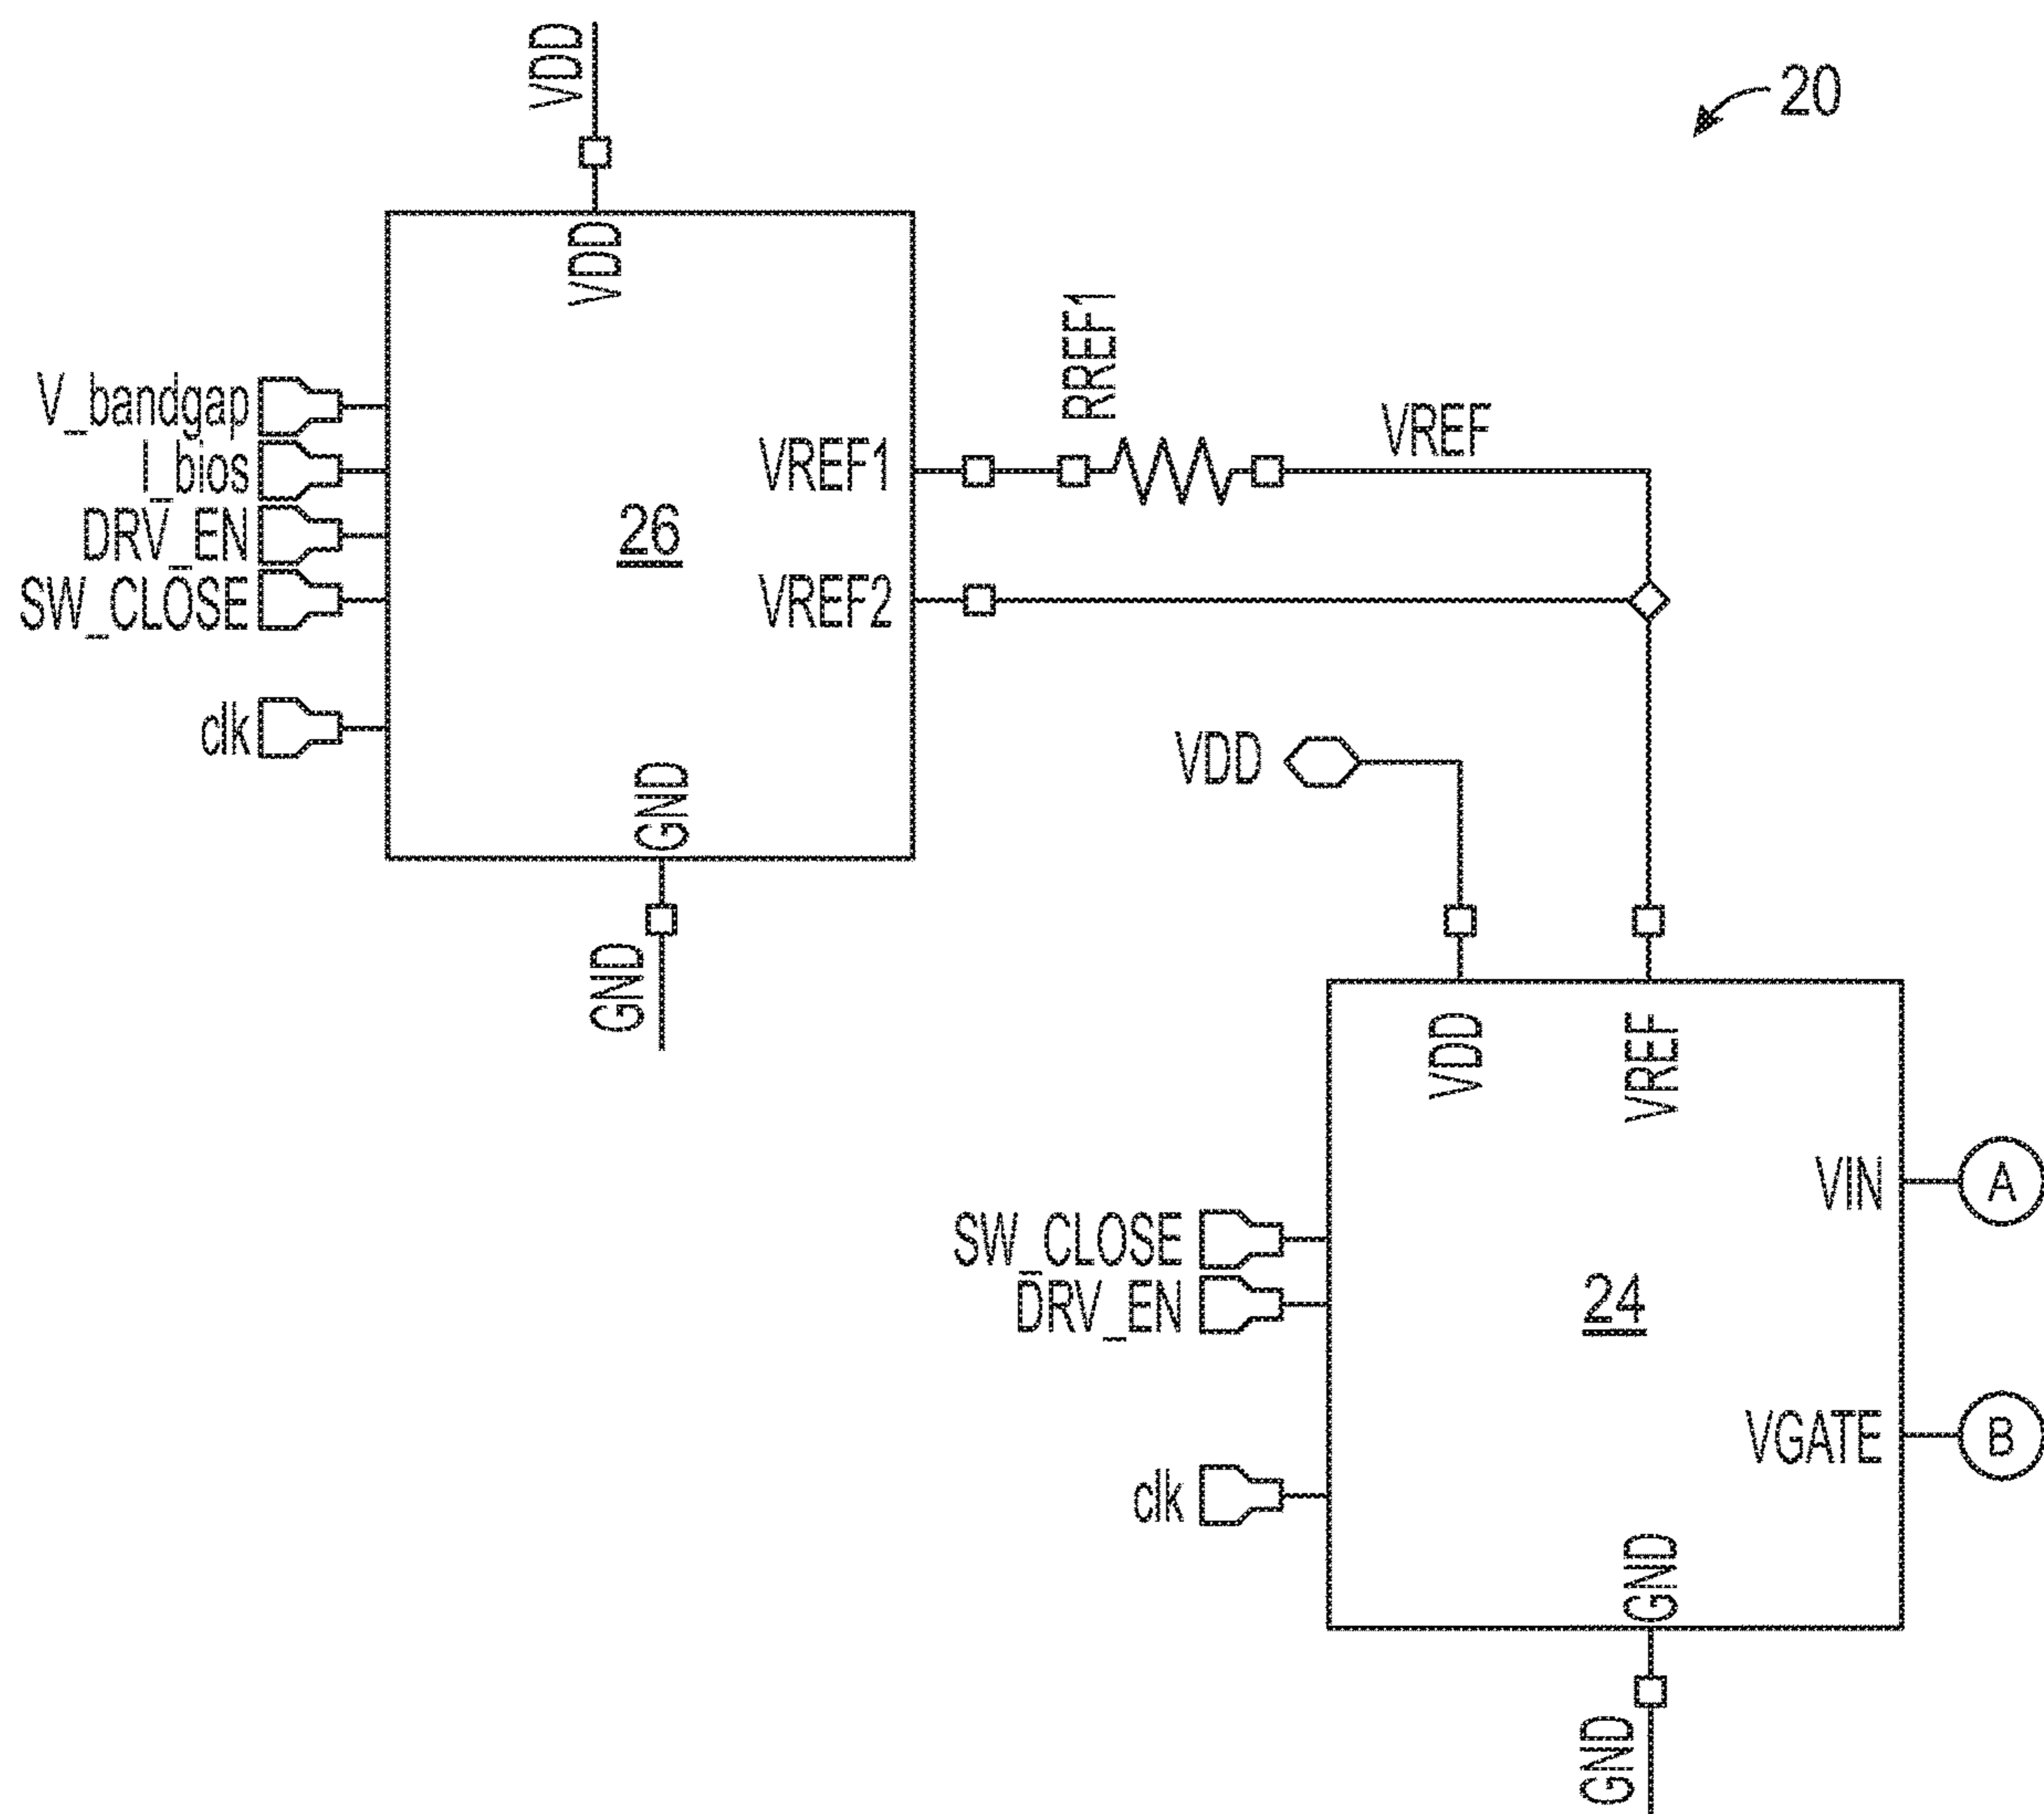 VDD
20
VDD
RREF1
V_bandgap
VREF
I_bios
VREF1
DRV_EN
26
SW_CLOSE
VREF2
clk
VDD
GND
GND
VDD
VREF
VIN
A
SW_CLOSE
DRV_EN
24
VGATE
B
clk
GND
GND